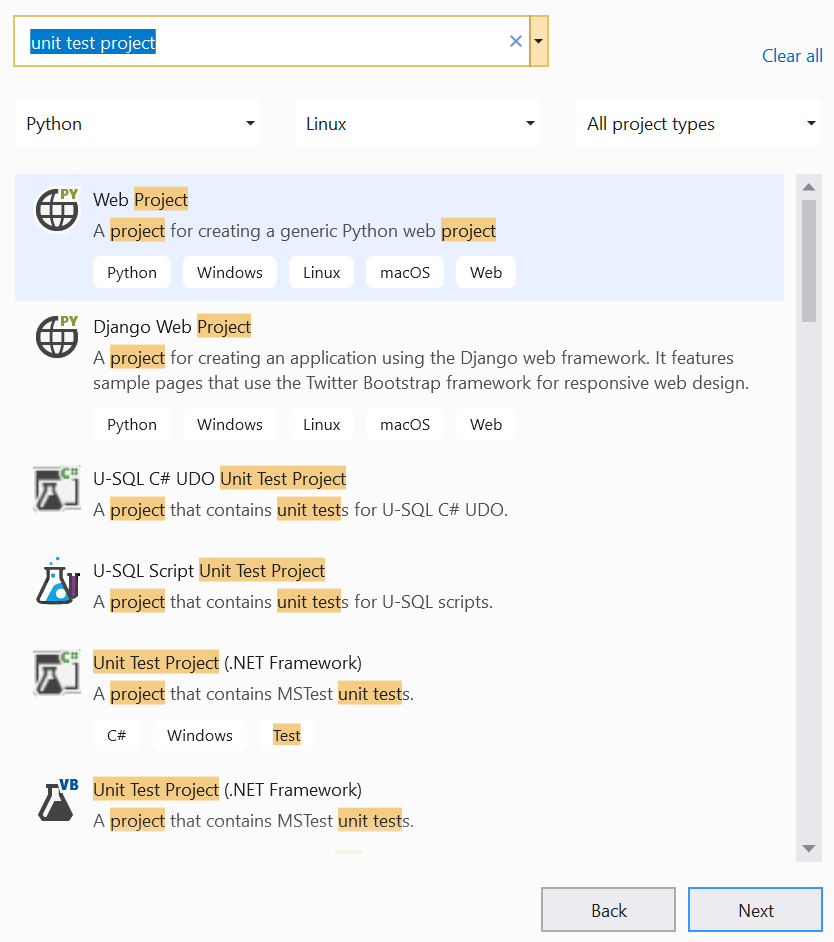 unit test project
Clear all
Python
Linux
All project types
PY
Web Project
A project for creating a generic Python web project
Python Windows Linux macOS Web
PY
Django Web Project
A project for creating an application using the Django web framework. It features
sample pages that use the Twitter Bootstrap framework for responsive web design.
Python Windows Linux macOS Web
C#
U-SQL C# UDO Unit Test Project
A project that contains unit tests for U-SQL C# UDO.
U-SQL Script Unit Test Project
A project that contains unit tests for U-SQL scripts.
C#
Unit Test Project (.NET Framework)
A project that contains MSTest unit tests.
C# Windows Test
VB
Unit Test Project (.NET Framework)
A project that contains MSTest unit tests.
Back
Next